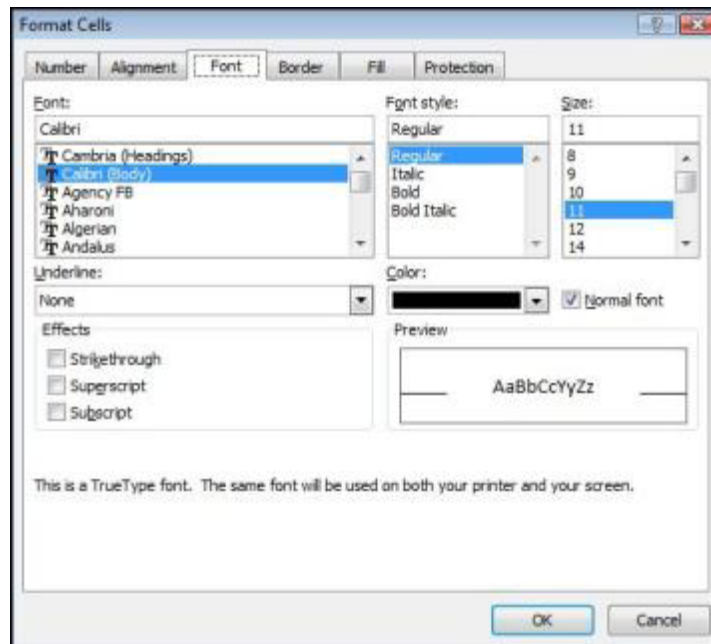 Format Cells
Number Alignment Font Border Fill Protection
Font: Font style: Size:
Calibri Regular 11
Cambria (Headings) Regular 8
Calibri (Body) Italic 9
Agency FB Bold 10
Aharoni Bold Italic 11
Algerian 12
Andalus 14
Underline: Color:
None Normal font
Effects Preview
Strikethrough
Superscript AaBbCcYyZz
Subscript
This is a TrueType font. The same font will be used on both your printer and your screen.
OK Cancel